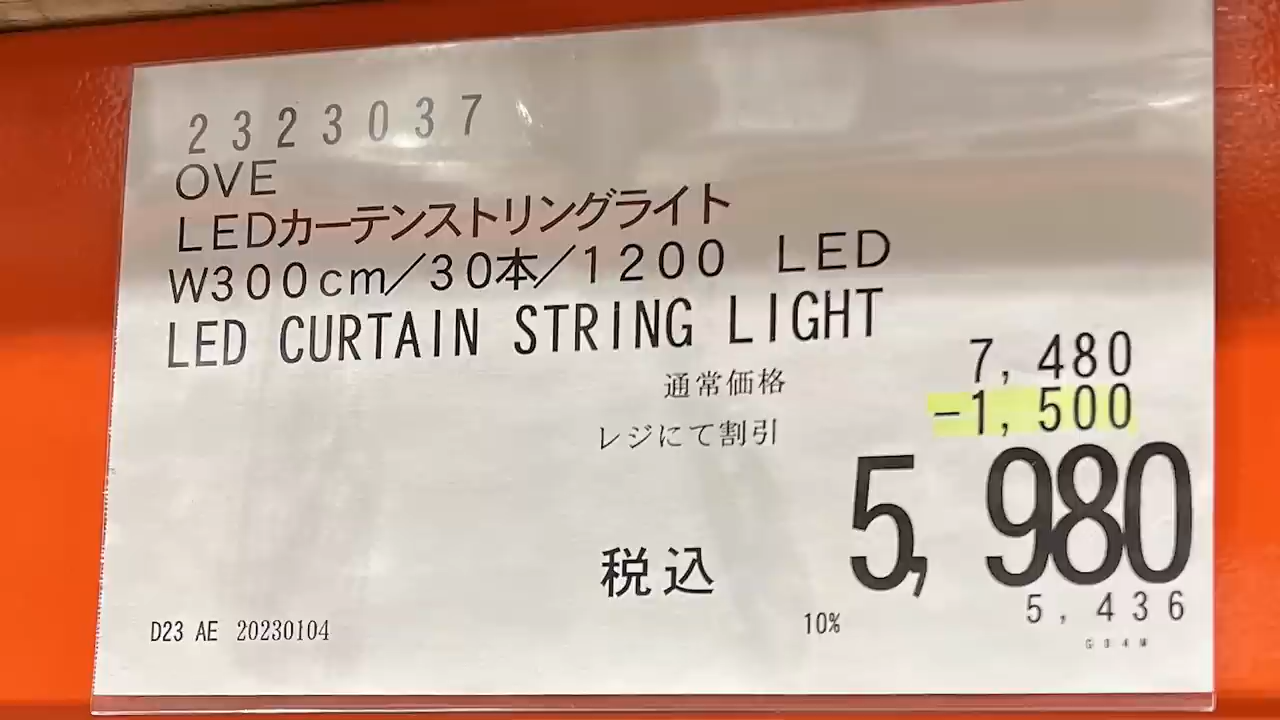 2323037
OVE
LEDカーテンストリングライト
W300cm／30本／1200 LED
LED CURTAIN STRING LIGHT
通常価格 7,480
レジにて割引 -1,500
税込 5,980
10% 5,436
D23 AE 20230104